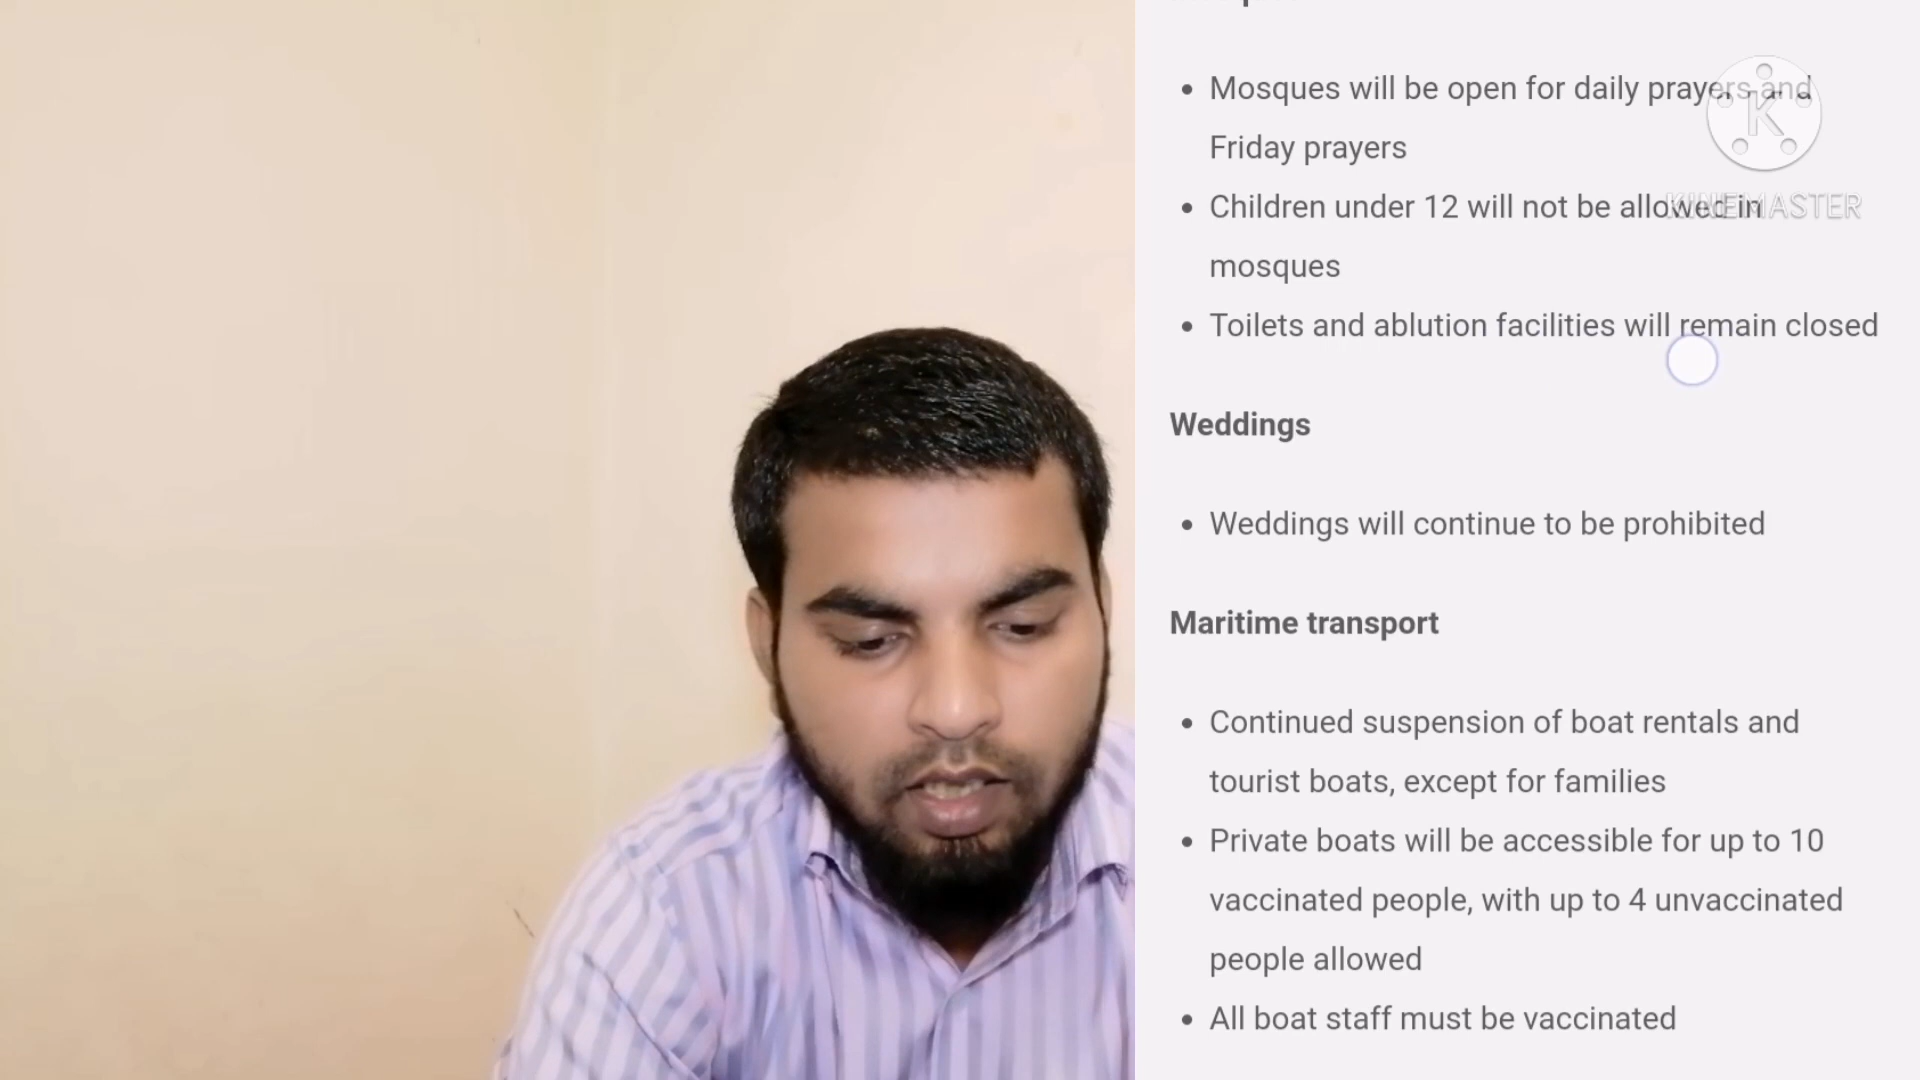 Mosques will be open for daily prayers and
Friday prayers
Children under 12 will not be allowed in
mosques
Toilets and ablution facilities will remain closed
Weddings
Weddings will continue to be prohibited
Maritime transport
Continued suspension of boat rentals and
tourist boats, except for families
Private boats will be accessible for up to 10
vaccinated people, with up to 4 unvaccinated
people allowed
All boat staff must be vaccinated
K
KINEMASTER